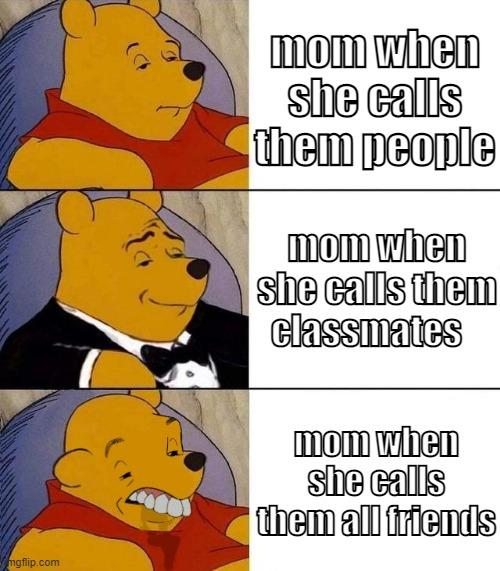 mom when
she calls
them people
mom when
she calls them
classmates
mom when
she calls
them all friends
imgflip.com